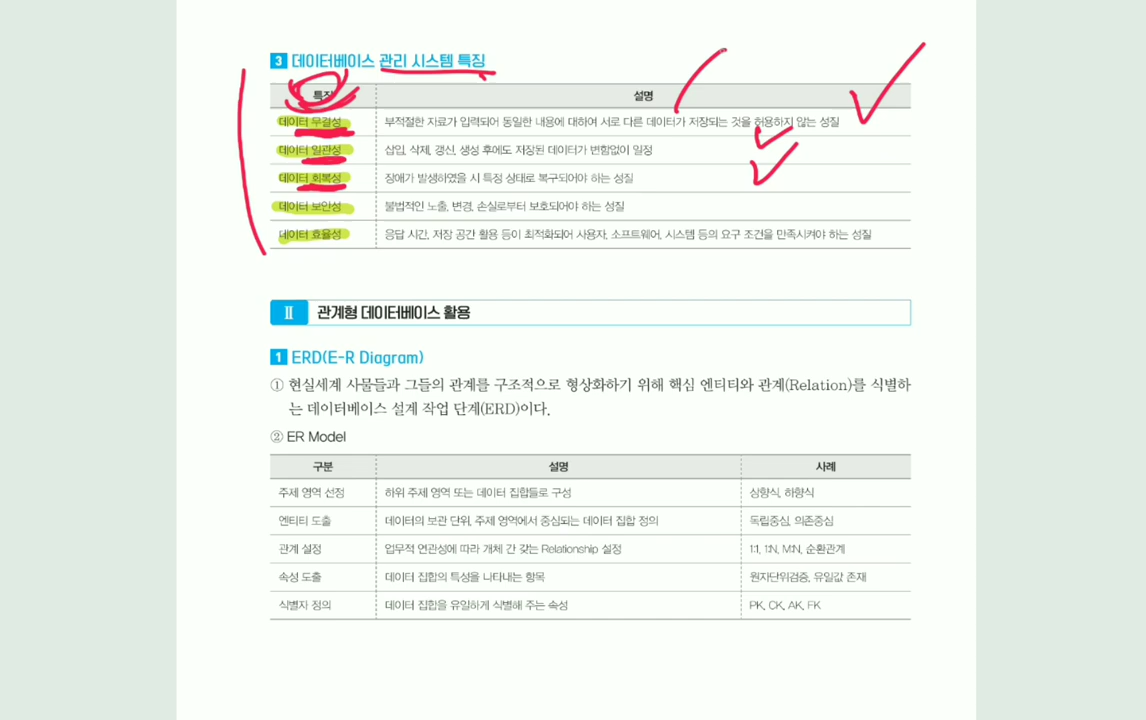 3 데이터베이스 관리 시스템 특징
특징 설명
데이터 무결성 부적절한 자료가 입력되어 동일한 내용에 대하여 서로 다른 데이터가 저장되는 것을 허용하지 않는 성질
데이터 일관성 삽입, 삭제, 갱신, 생성 후에도 저장된 데이터가 변함없이 일정
데이터 회복성 장애가 발생하였을 시 특정 상태로 복구되어야 하는 성질
데이터 보안성 불법적인 노출, 변경, 손실로부터 보호되어야 하는 성질
데이터 효율성 응답 시간, 저장 공간 활용 등이 최적화되어 사용자, 소프트웨어, 시스템 등의 요구 조건을 만족시켜야 하는 성질
Ⅱ 관계형 데이터베이스 활용
1 ERD(E-R Diagram)
① 현실세계 사물들과 그들의 관계를 구조적으로 형상화하기 위해 핵심 엔티티와 관계(Relation)를 식별하
는 데이터베이스 설계 작업 단계(ERD)이다.
② ER Model
구분 설명 사례
주제 영역 선정 하위 주제 영역 또는 데이터 집합들로 구성 상향식, 하향식
엔티티 도출 데이터의 보관 단위, 주제 영역에서 중심되는 데이터 집합 정의 독립중심, 의존중심
관계 설정 업무적 연관성에 따라 개체 간 갖는 Relationship 설정 1:1, 1:N, M:N, 순환관계
속성 도출 데이터 집합의 특성을 나타내는 항목 원자단위검증, 유일값 존재
식별자 정의 데이터 집합을 유일하게 식별해 주는 속성 PK, CK, AK, FK